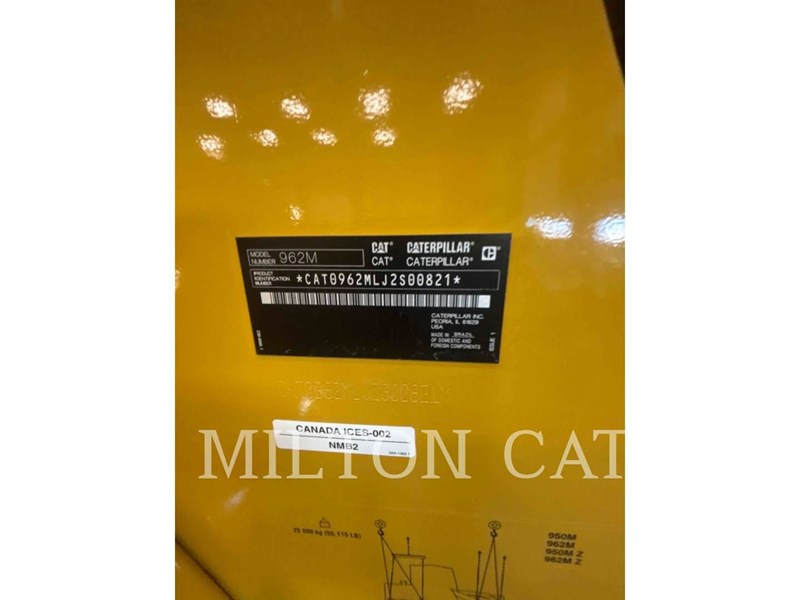 MODEL NUMBER 962M
CAT® CATERPILLAR®
CAT® CATERPILLAR®
PRODUCT IDENTIFICATION NUMBER *CAT0962MLJ2S00821*
CATERPILLAR INC.
PEORIA, IL 61629
USA
MADE IN BRAZIL
OF DOMESTIC AND
FOREIGN COMPONENTS
ISSUE 1
CANADA ICES-002
NMB2
MILTON CAT
950M
962M
950M Z
962M Z